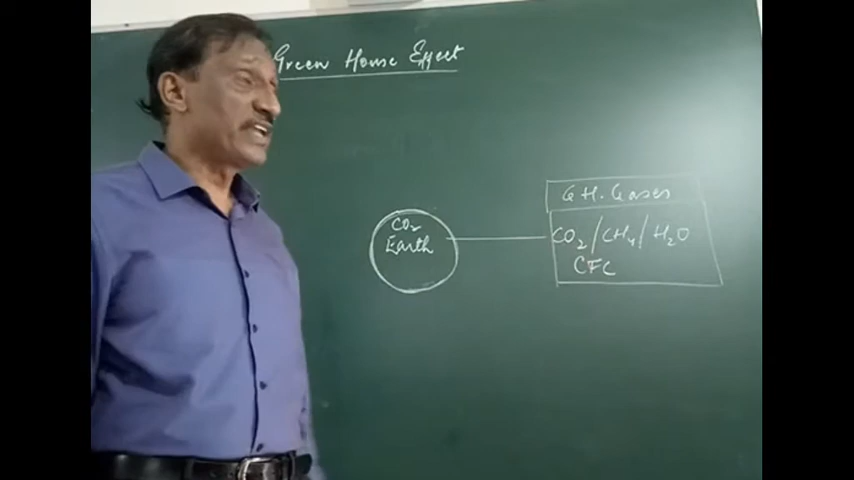 Green House Effect
G H. Gases
CO₂
Earth
CO₂ / CH₄ / H₂O
CFC